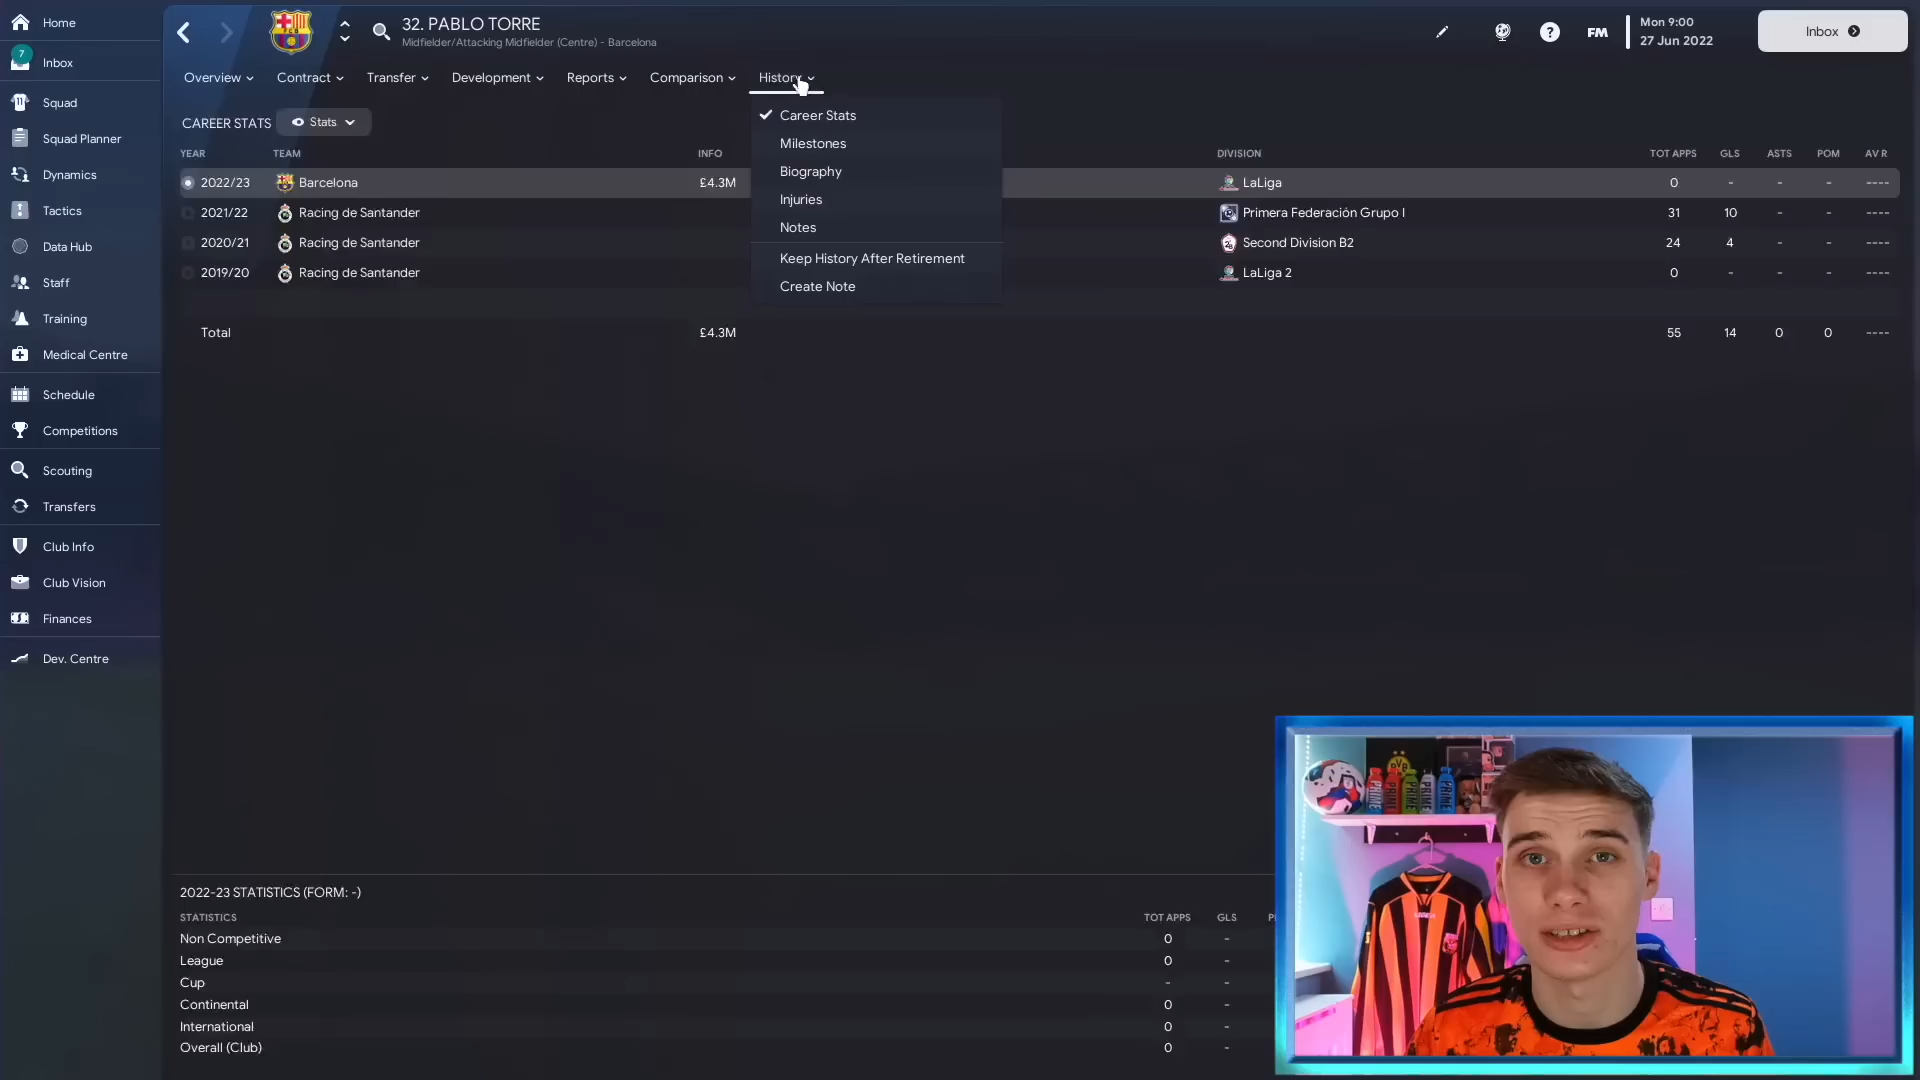 Home
32. PABLO TORRE
Midfielder/Attacking Midfielder (Centre) - Barcelona
FM
Mon 9:00
27 Jun 2022
Inbox
7
Inbox
Squad
Squad Planner
Dynamics
Tactics
Data Hub
Staff
Training
Medical Centre
Schedule
Competitions
Scouting
Transfers
Club Info
Club Vision
Finances
Dev. Centre
Overview
Contract
Transfer
Development
Reports
Comparison
History
Career Stats
Milestones
Biography
Injuries
Notes
Keep History After Retirement
Create Note
CAREER STATS
Stats
YEAR TEAM INFO DIVISION TOT APPS GLS ASTS POM AV R
2022/23 Barcelona £4.3M LaLiga 0 - - - ----
2021/22 Racing de Santander Primera Federación Grupo I 31 10 - - ----
2020/21 Racing de Santander Second Division B2 24 4 - - ----
2019/20 Racing de Santander LaLiga 2 0 - - - ----
Total £4.3M 55 14 0 0 ----
2022-23 STATISTICS (FORM: -)
STATISTICS TOT APPS GLS
Non Competitive 0 -
League 0 -
Cup - -
Continental 0 -
International 0 -
Overall (Club) 0 -
BVB
PRIME
PRIME
PRIME
PRIME
PRIME